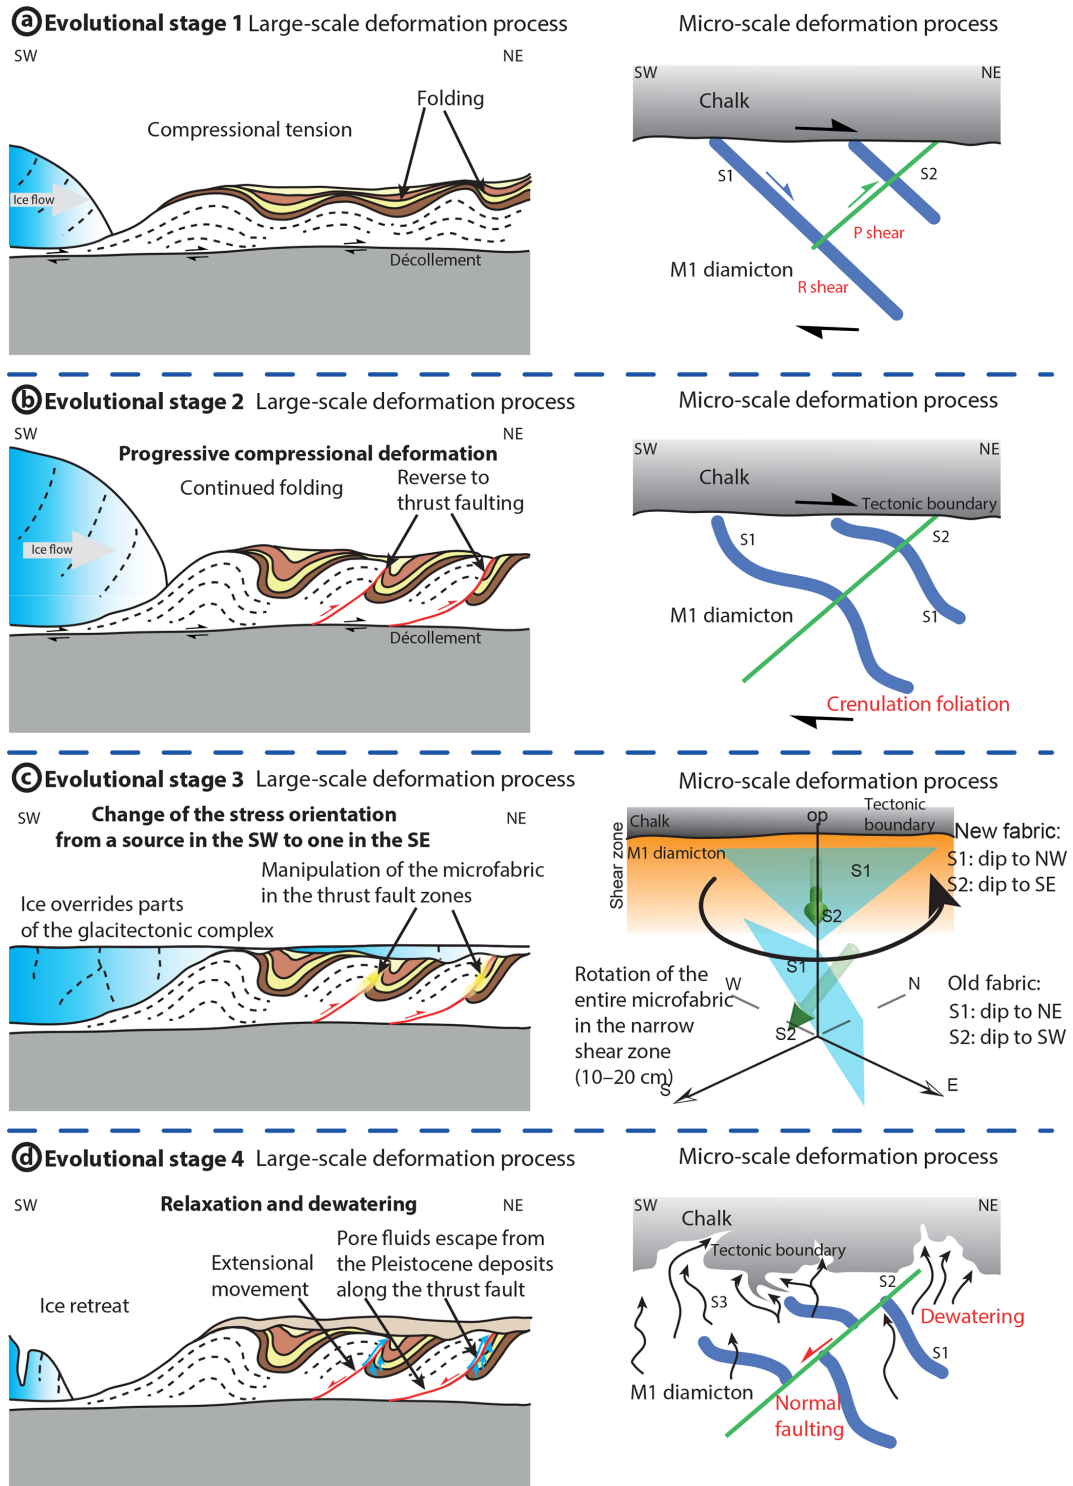 a Evolutional stage 1 Large-scale deformation process
Micro-scale deformation process
SW
NE
Folding
Compressional tension
Ice flow
Décollement
SW
NE
Chalk
S1
S2
P shear
M1 diamicton
R shear
b Evolutional stage 2 Large-scale deformation process
Micro-scale deformation process
SW
NE
Progressive compressional deformation
Continued folding
Reverse to
thrust faulting
Ice flow
Décollement
SW
NE
Chalk
Tectonic boundary
S1
S2
M1 diamicton
S1
Crenulation foliation
c Evolutional stage 3 Large-scale deformation process
Micro-scale deformation process
SW
NE
Change of the stress orientation
from a source in the SW to one in the SE
Manipulation of the microfabric
in the thrust fault zones
Ice overrides parts
of the glacitectonic complex
Shear zone
Chalk
op
Tectonic
boundary
M1 diamicton
S1
S2
New fabric:
S1: dip to NW
S2: dip to SE
S1
W
N
S2
S
E
Rotation of the
entire microfabric
in the narrow
shear zone
(10–20 cm)
Old fabric:
S1: dip to NE
S2: dip to SW
d Evolutional stage 4 Large-scale deformation process
Micro-scale deformation process
SW
NE
Relaxation and dewatering
Pore fluids escape from
the Pleistocene deposits
along the thrust fault
Extensional
movement
Ice retreat
SW
NE
Chalk
Tectonic boundary
S2
S3
Dewatering
S1
M1 diamicton
Normal
faulting